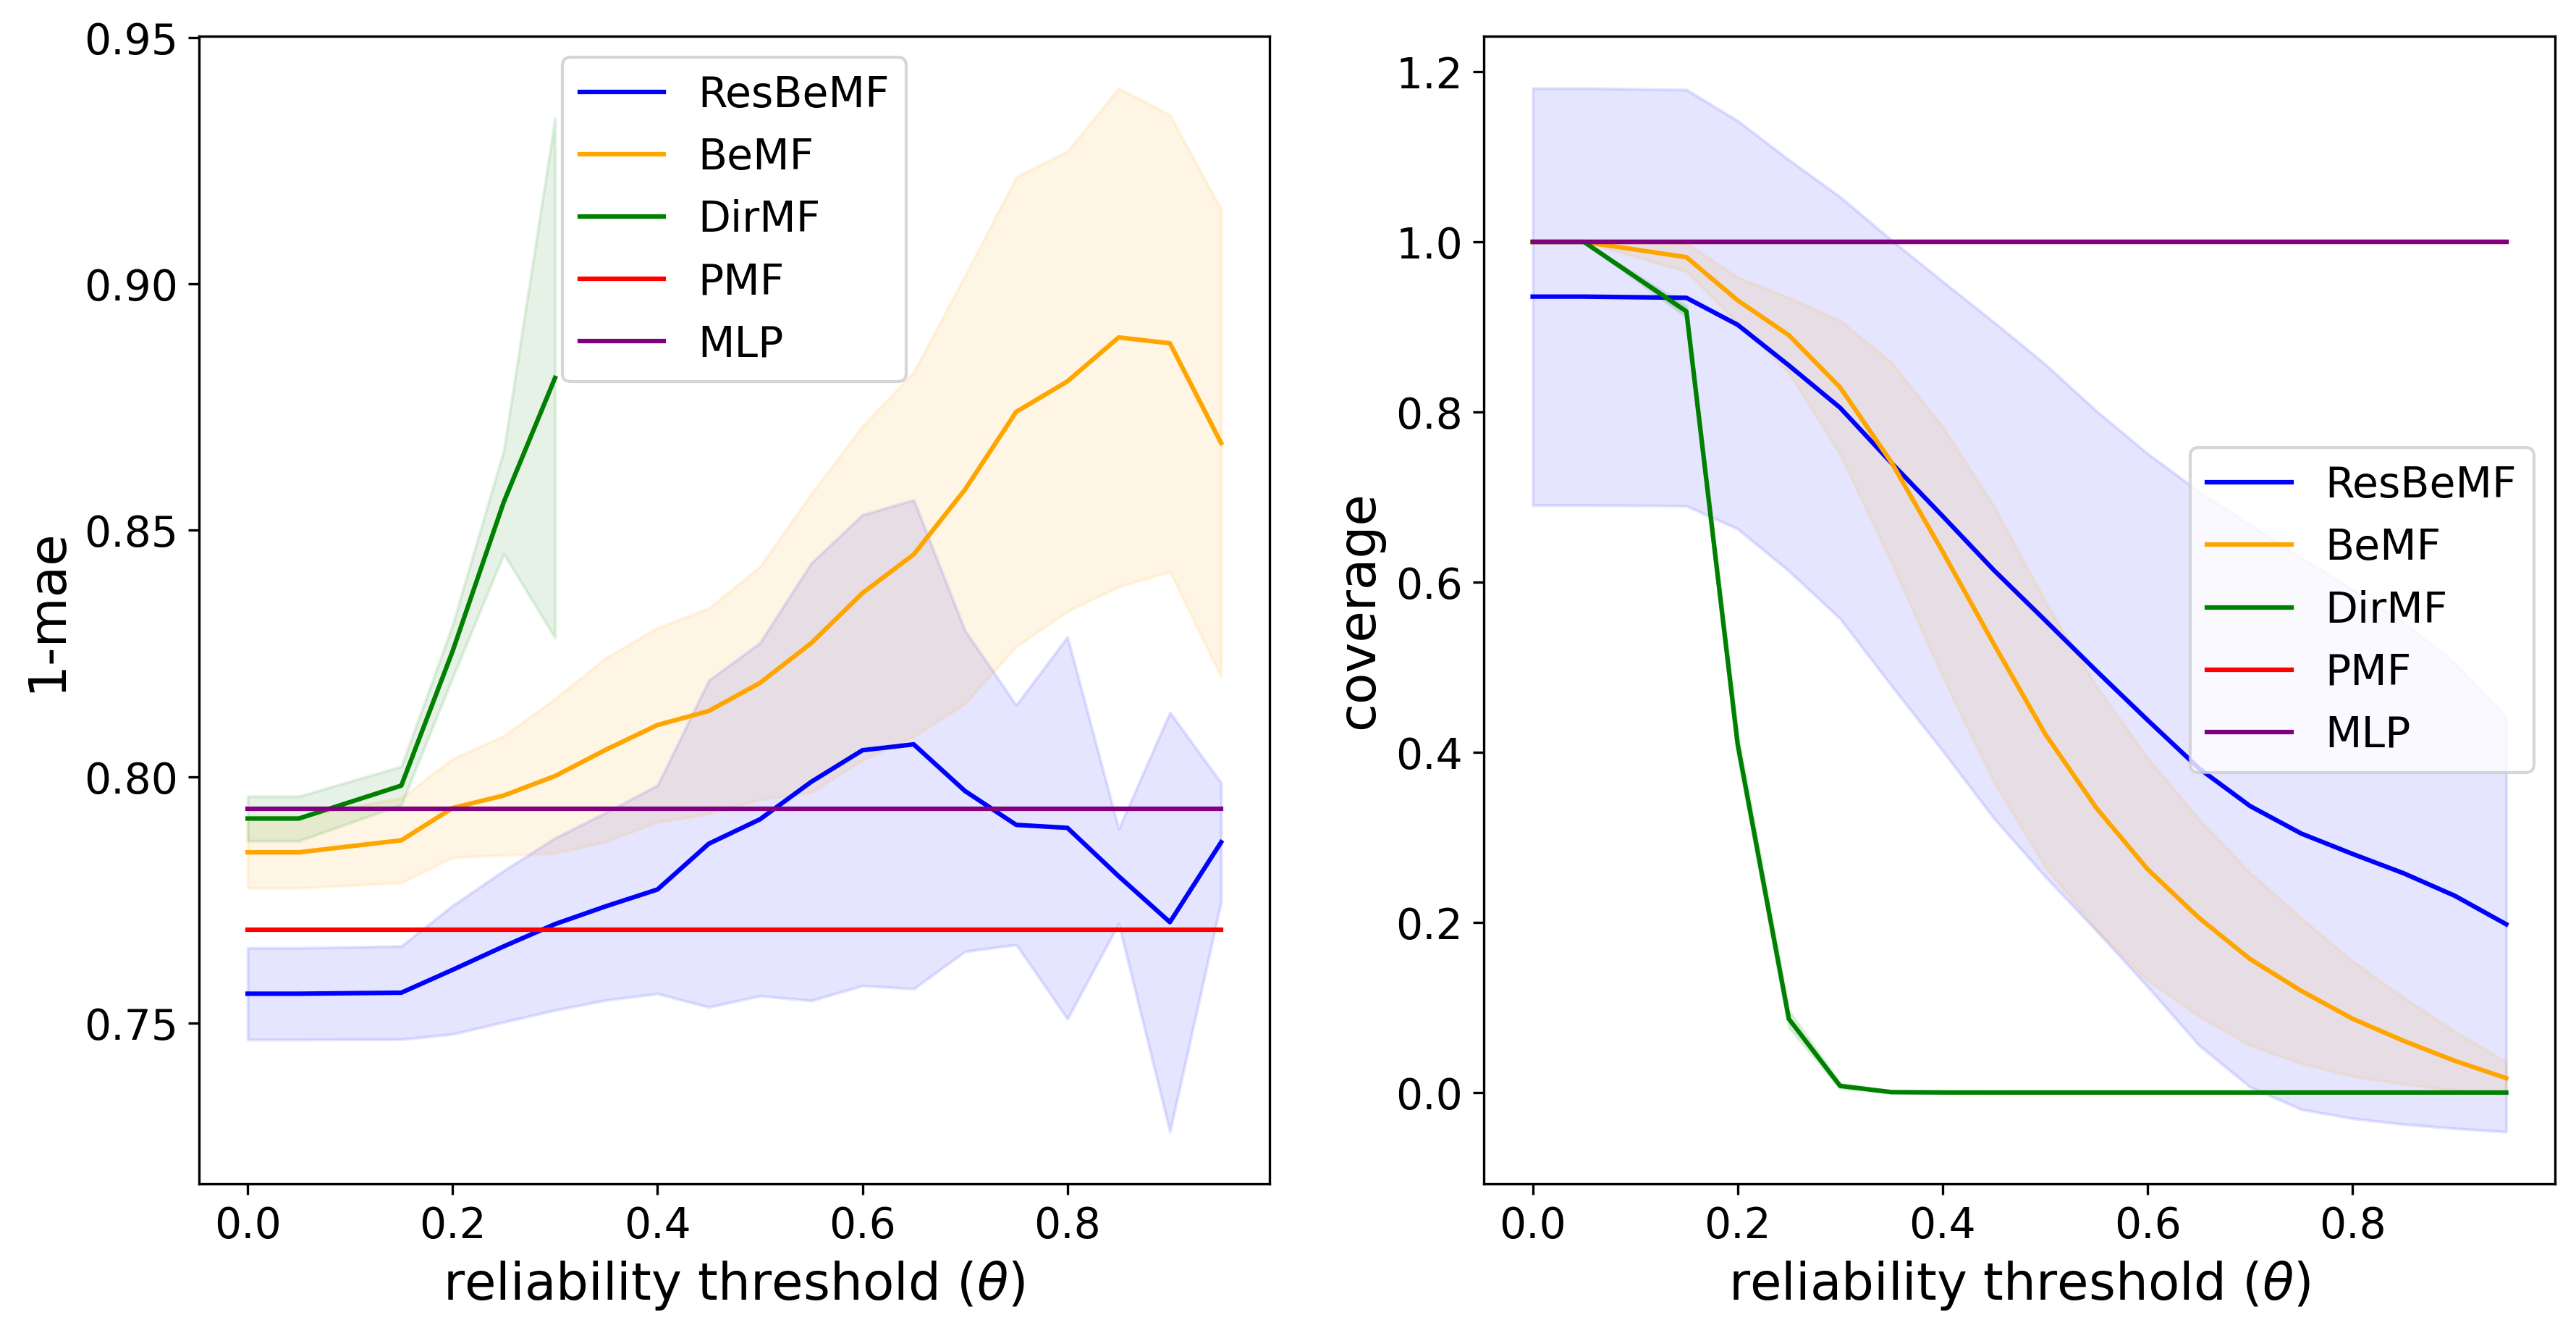 0.95
0.90
0.85
0.80
0.75
1-mae
ResBeMF
BeMF
DirMF
PMF
MLP
0.0 0.2 0.4 0.6 0.8
reliability threshold (θ)
1.2
1.0
0.8
0.6
0.4
0.2
0.0
coverage
ResBeMF
BeMF
DirMF
PMF
MLP
0.0 0.2 0.4 0.6 0.8
reliability threshold (θ)